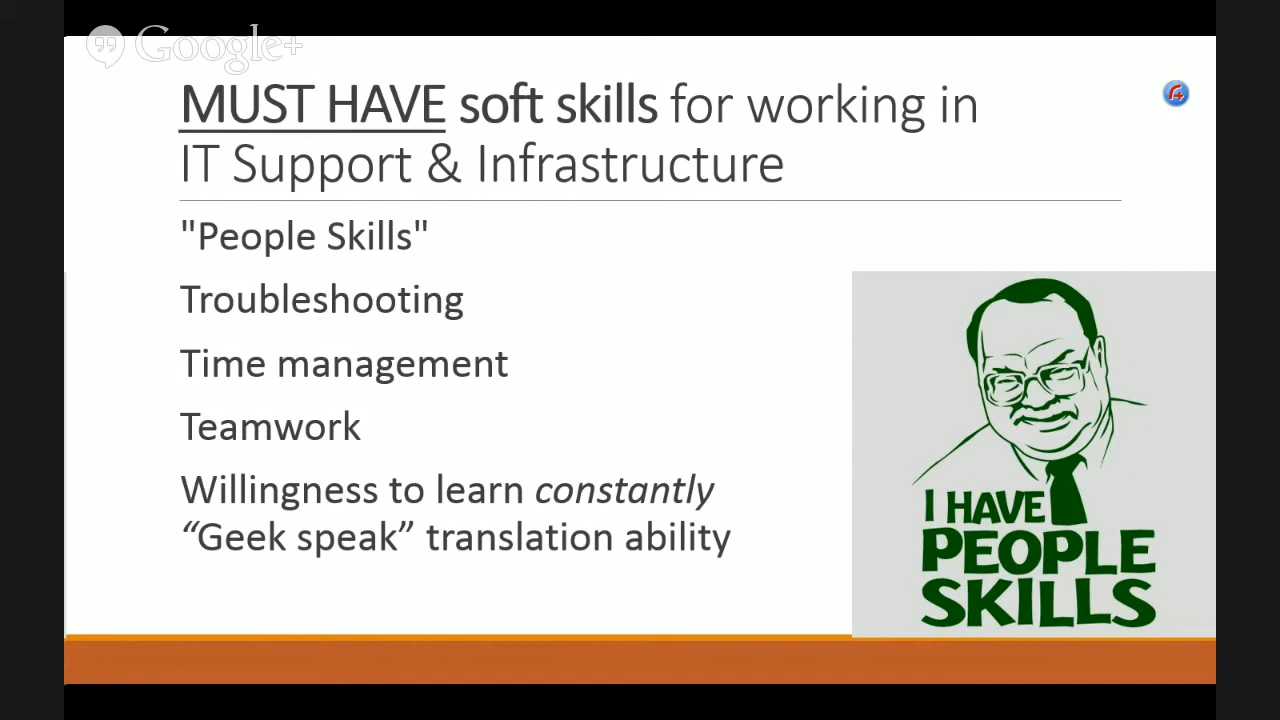 Google+
MUST HAVE soft skills for working in
IT Support & Infrastructure
"People Skills"
Troubleshooting
Time management
Teamwork
Willingness to learn constantly
“Geek speak” translation ability
I HAVE
PEOPLE
SKILLS